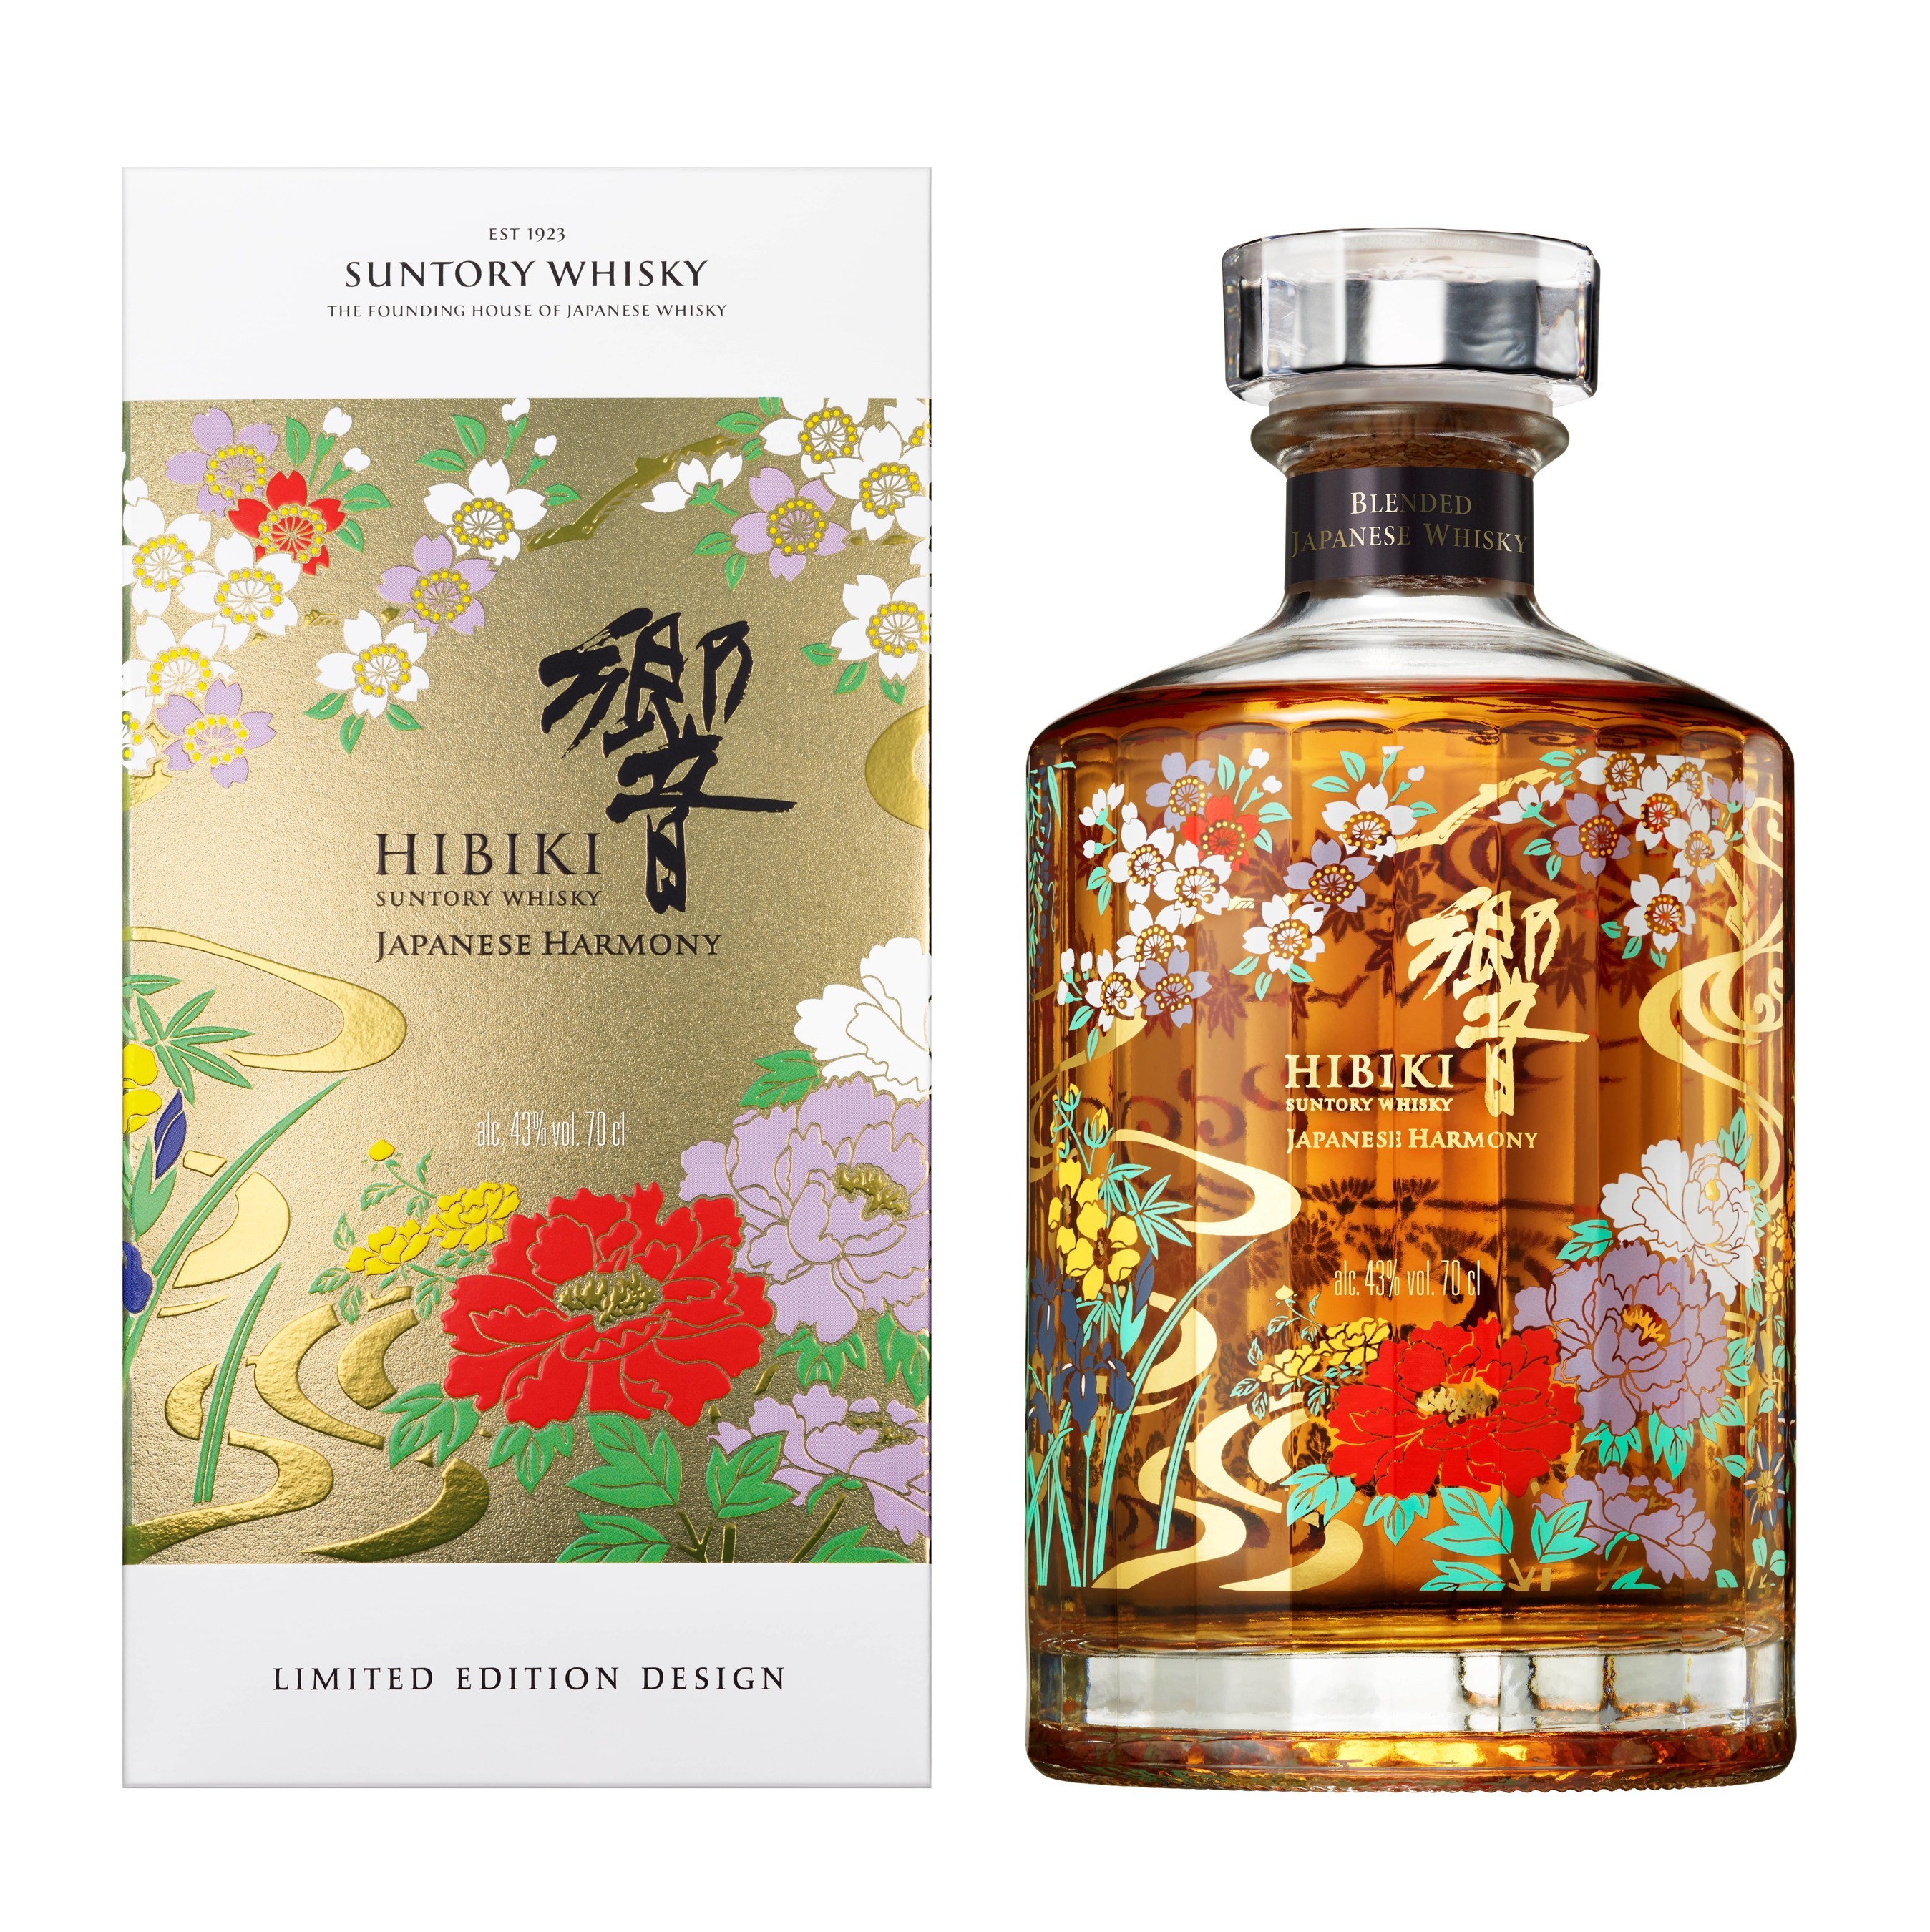 EST 1923
SUNTORY WHISKY
THE FOUNDING HOUSE OF JAPANESE WHISKY
響
HIBIKI
SUNTORY WHISKY
JAPANESE HARMONY
alc. 43% vol. 70 cl
LIMITED EDITION DESIGN
BLENDED
JAPANESE WHISKY
響
HIBIKI
SUNTORY WHISKY
JAPANESE HARMONY
alc. 43% vol. 70 cl